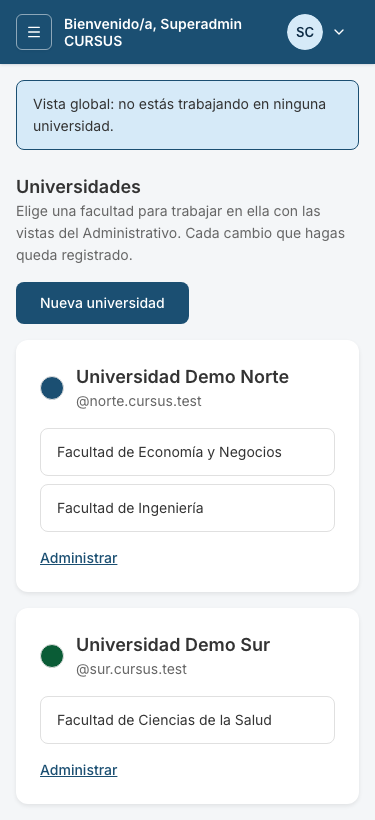 Bienvenido/a, Superadmin
CURSUS
SC
Vista global: no estás trabajando en ninguna
universidad.
Universidades
Elige una facultad para trabajar en ella con las
vistas del Administrativo. Cada cambio que hagas
queda registrado.
Nueva universidad
Universidad Demo Norte
@norte.cursus.test
Facultad de Economía y Negocios
Facultad de Ingeniería
Administrar
Universidad Demo Sur
@sur.cursus.test
Facultad de Ciencias de la Salud
Administrar